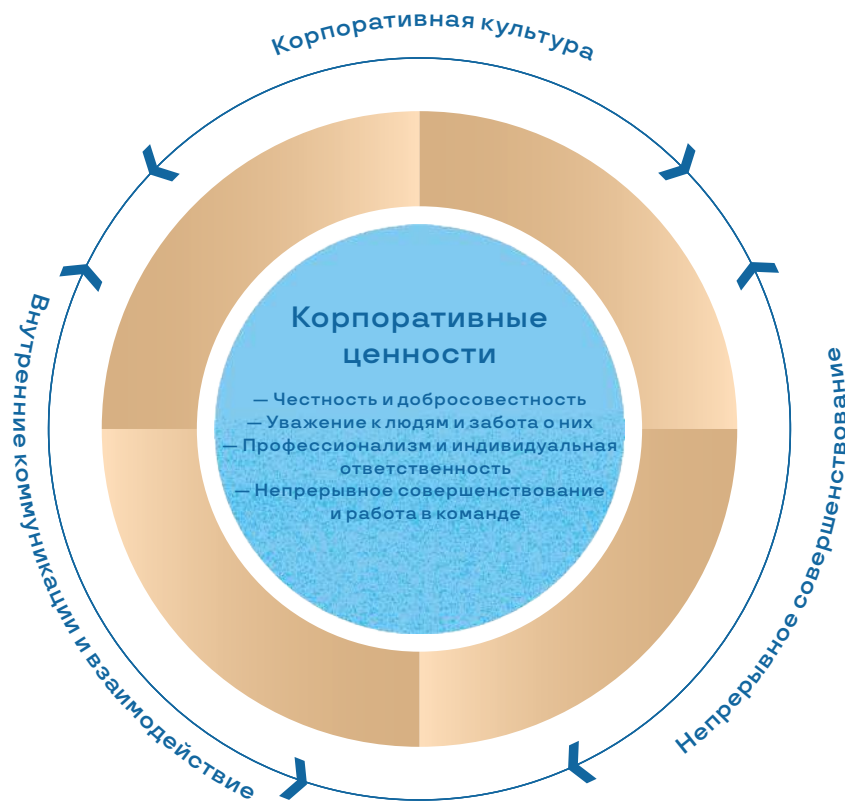 Корпоративная культура
Внутренние коммуникации и взаимодействие
Непрерывное совершенствование
Корпоративные
ценности
— Честность и добросовестность
— Уважение к людям и забота о них
— Профессионализм и индивидуальная
ответственность
— Непрерывное совершенствование
и работа в команде